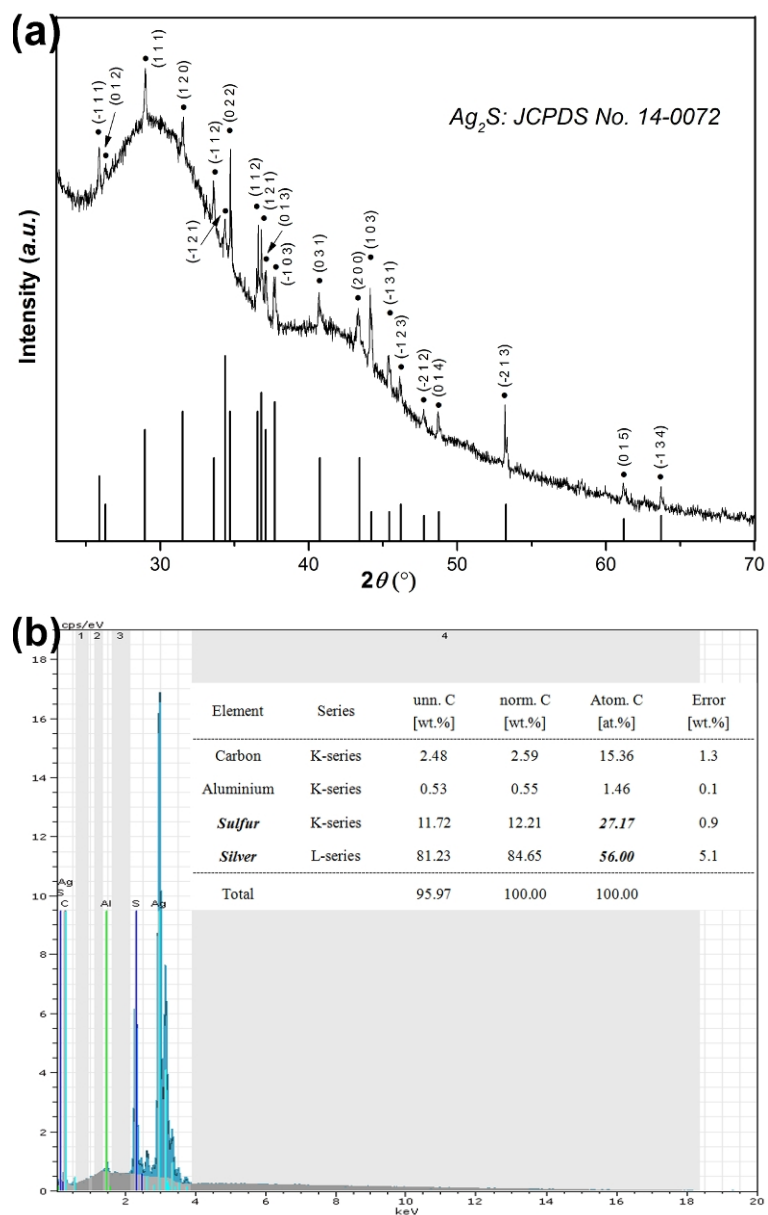 (a)
Ag2S: JCPDS No. 14-0072
(-1 1 1)
(0 1 2)
(1 1 1)
(1 2 0)
(-1 1 2)
(-1 2 1)
(0 2 2)
(1 1 2)
(1 2 1)
(0 1 3)
(-1 0 3)
(0 3 1)
(2 0 0)
(1 0 3)
(-1 3 1)
(-1 2 3)
(-2 1 2)
(0 1 4)
(-2 1 3)
(0 1 5)
(-1 3 4)
Intensity (a.u.)
30 40 50 60 70
2θ (°)
(b)
cps/eV
1 2 3 4
18
16
14
12
10
8
6
4
2
0
Element Series unn. C [wt.%] norm. C [wt.%] Atom. C [at.%] Error [wt.%]
Carbon K-series 2.48 2.59 15.36 1.3
Aluminium K-series 0.53 0.55 1.46 0.1
Sulfur K-series 11.72 12.21 27.17 0.9
Silver L-series 81.23 84.65 56.00 5.1
Total 95.97 100.00 100.00
Ag
S
C Al S Ag
2 4 6 8 10 12 14 16 18 20
keV